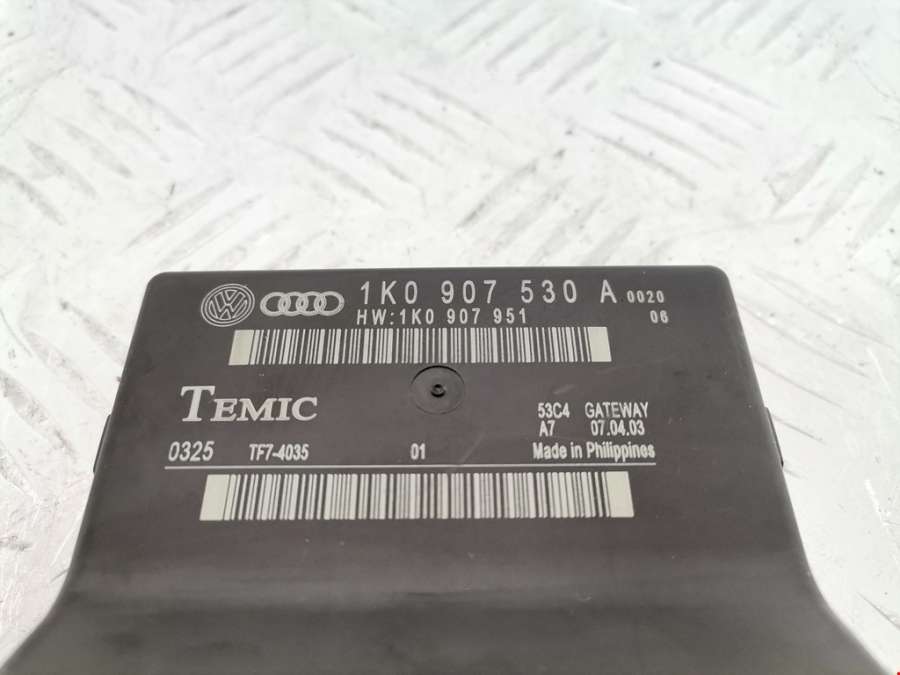 1K0 907 530 A 0020
HW:1K0 907 951 06
TEMIC
53C4 GATEWAY
A7 07.04.03
0325 TF7-4035 01 Made in Philippines